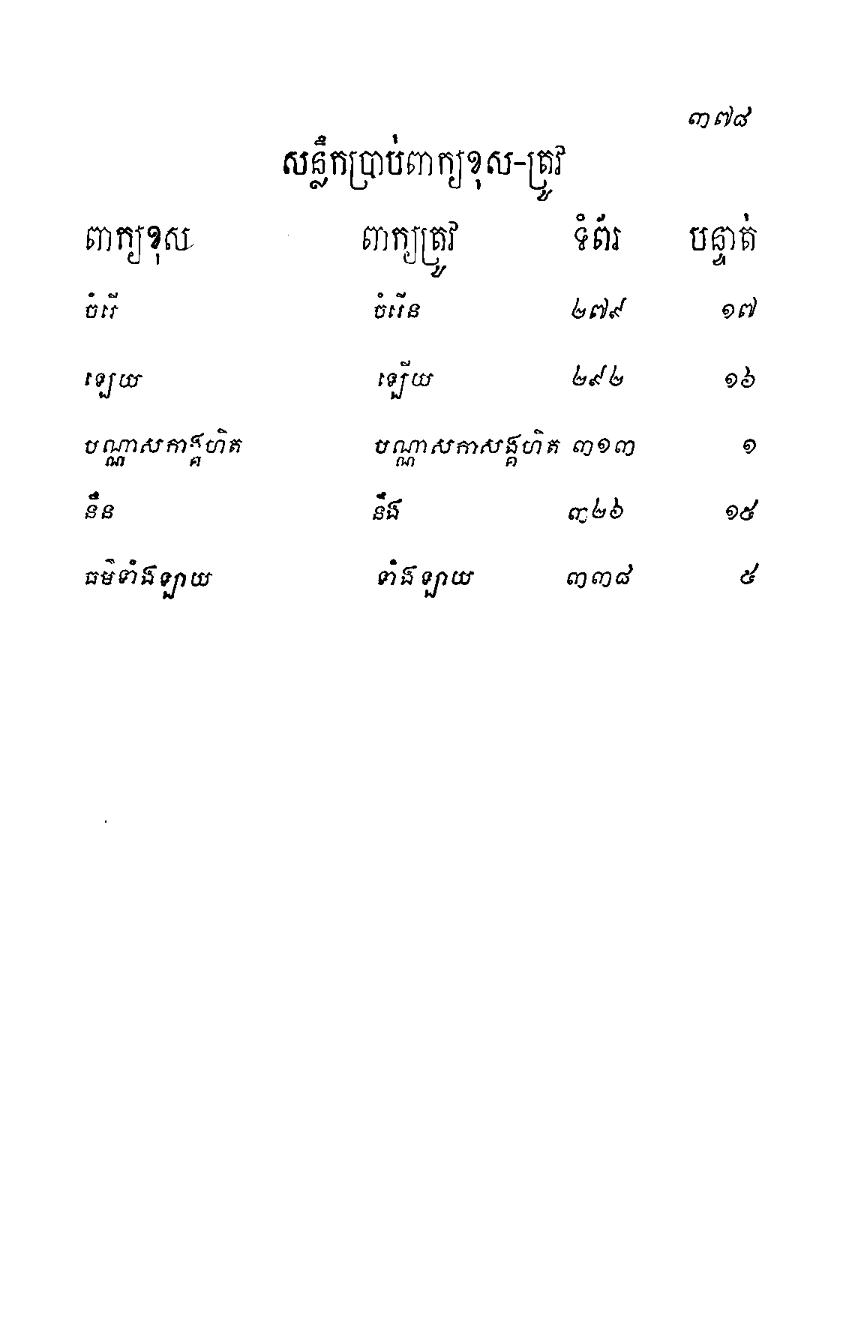 ៣៧៨
សន្លឹកប្រាប់ពាក្យខុស-ត្រូវ
ពាក្យខុស ពាក្យត្រូវ ទំព័រ បន្ទាត់
ចំរើ ចំរើន ២៧៩ ១៧
ឡេយ ឡើយ ២៩២ ១៦
បណ្ណាសកាង្គហិត បណ្ណាសកាសង្គហិត ៣១៣ ១
នឹន នឹង ៣២៦ ១៥
ធម៌ទាំងឡាយ ទាំងឡាយ ៣៣៨ ៥